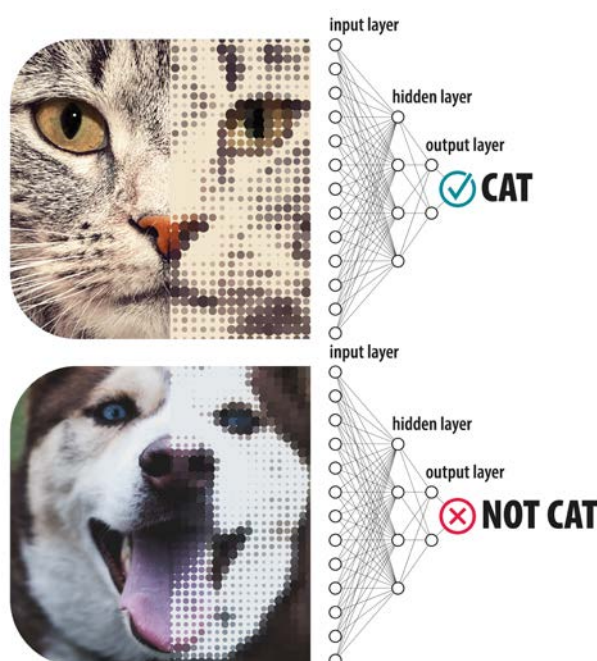 input layer
hidden layer
output layer
CAT
input layer
hidden layer
output layer
NOT CAT